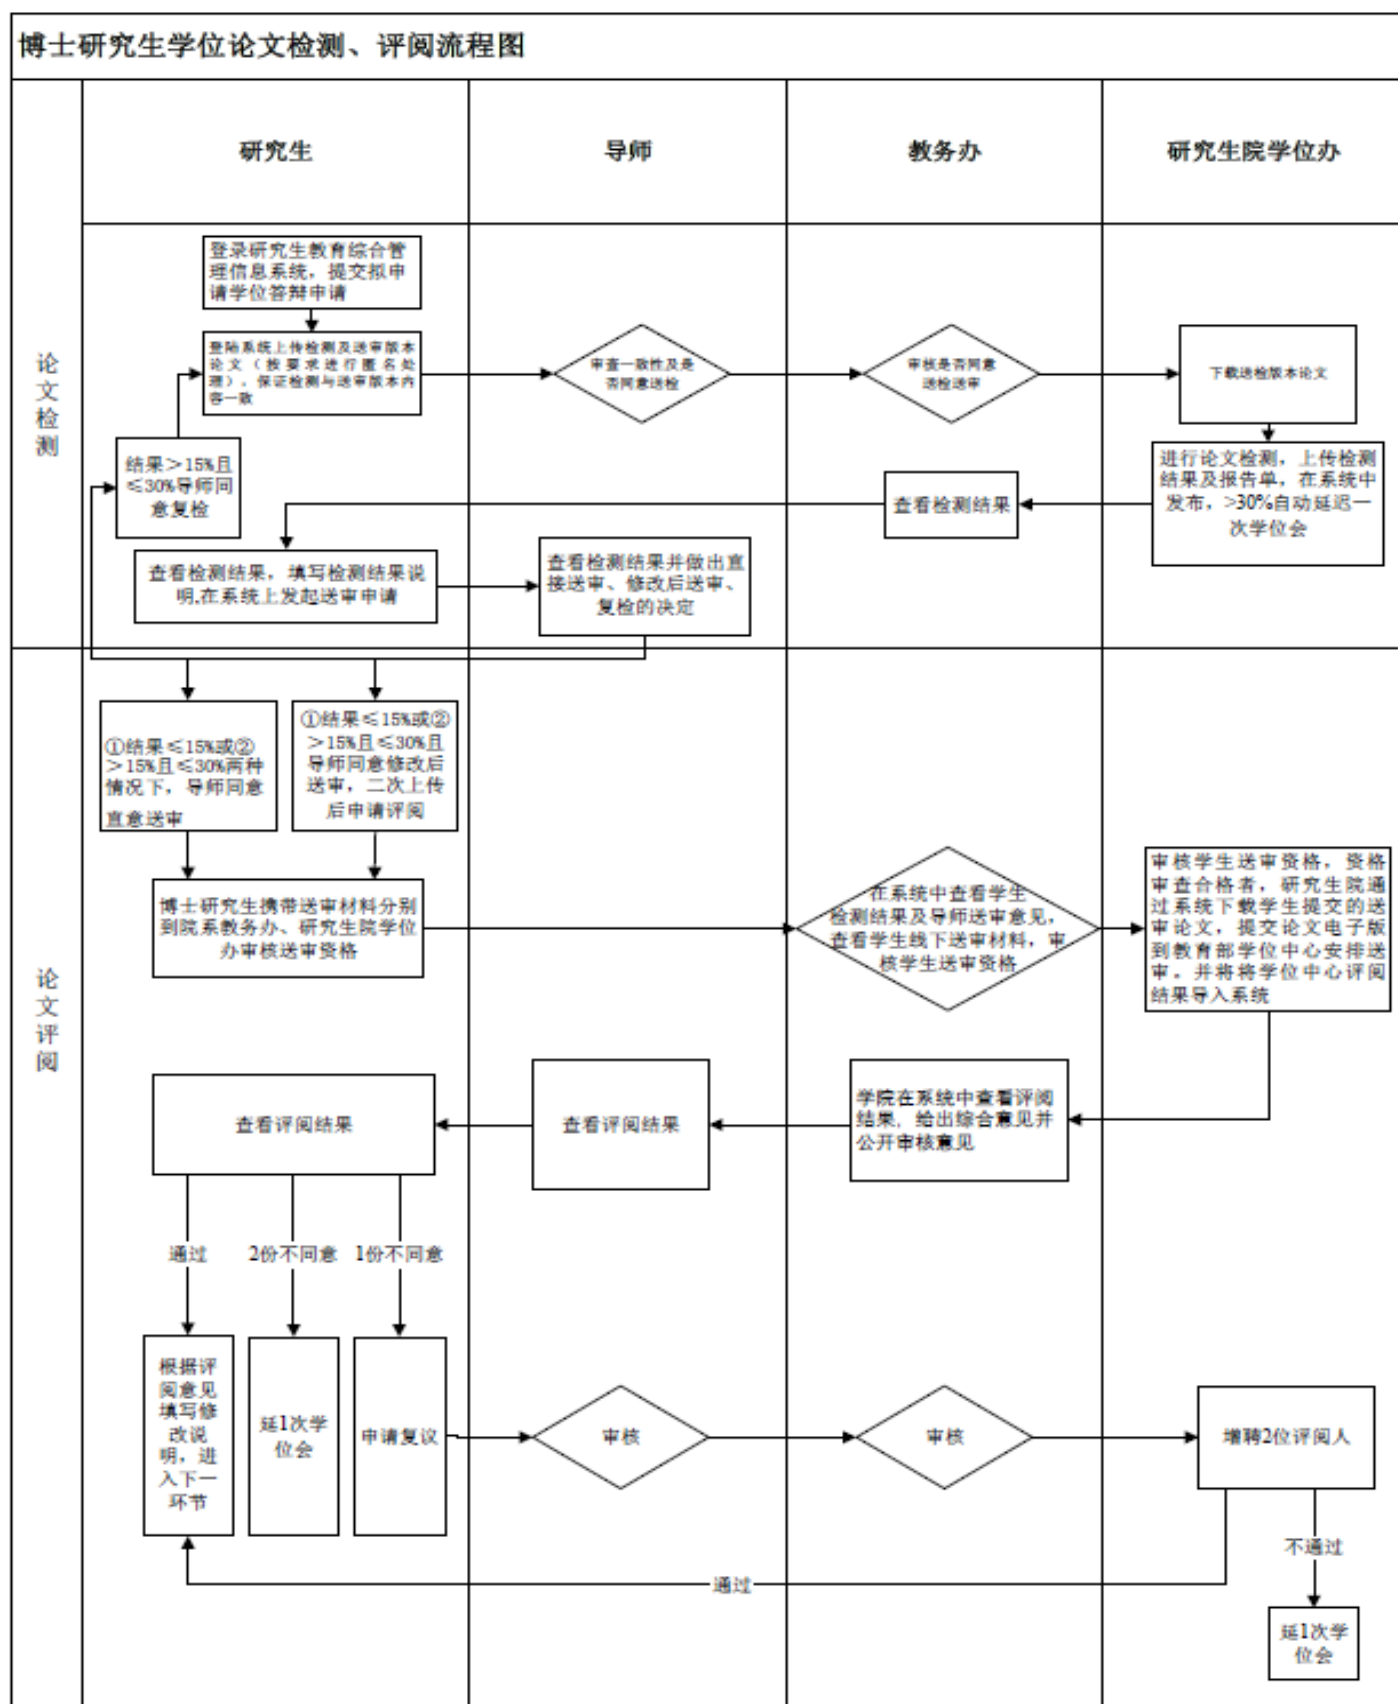 博士研究生学位论文检测、评阅流程图
研究生
导师
教务办
研究生院学位办
论
文
检
测
登录研究生教育综合管
理信息系统，提交拟申
请学位答辩申请
登陆系统上传检测及送审版本
论文（按要求进行匿名处
理）。保证检测与送审版本内
容一致
审查一致性及是
否同意送检
审核是否同意
送检送审
下载送检版本论文
结果＞15%且
≤30%导师同
意复检
查看检测结果
进行论文检测，上传检测
结果及报告单，在系统中
发布，>30%自动延迟一
次学位会
查看检测结果，填写检测结果说
明,在系统上发起送审申请
查看检测结果并做出直
接送审、修改后送审、
复检的决定
论
文
评
阅
①结果≤15%或②
＞15%且≤30%两种
情况下，导师同意
直意送审
①结果≤15%或②
＞15%且≤30%且
导师同意修改后
送审，二次上传
后申请评阅
博士研究生携带送审材料分别
到院系教务办、研究生院学位
办审核送审资格
在系统中查看学生
检测结果及导师送审意见，
查看学生线下送审材料，审
核学生送审资格
审核学生送审资格，资格
审查合格者，研究生院通
过系统下载学生提交的送
审论文，提交论文电子版
到教育部学位中心安排送
审。并将将学位中心评阅
结果导入系统
查看评阅结果
查看评阅结果
学院在系统中查看评阅
结果，给出综合意见并
公开审核意见
通过
2份不同意
1份不同意
根据评
阅意见
填写修
改说
明，进
入下一
环节
延1次学
位会
申请复议
审核
审核
增聘2位评阅人
不通过
通过
延1次学
位会